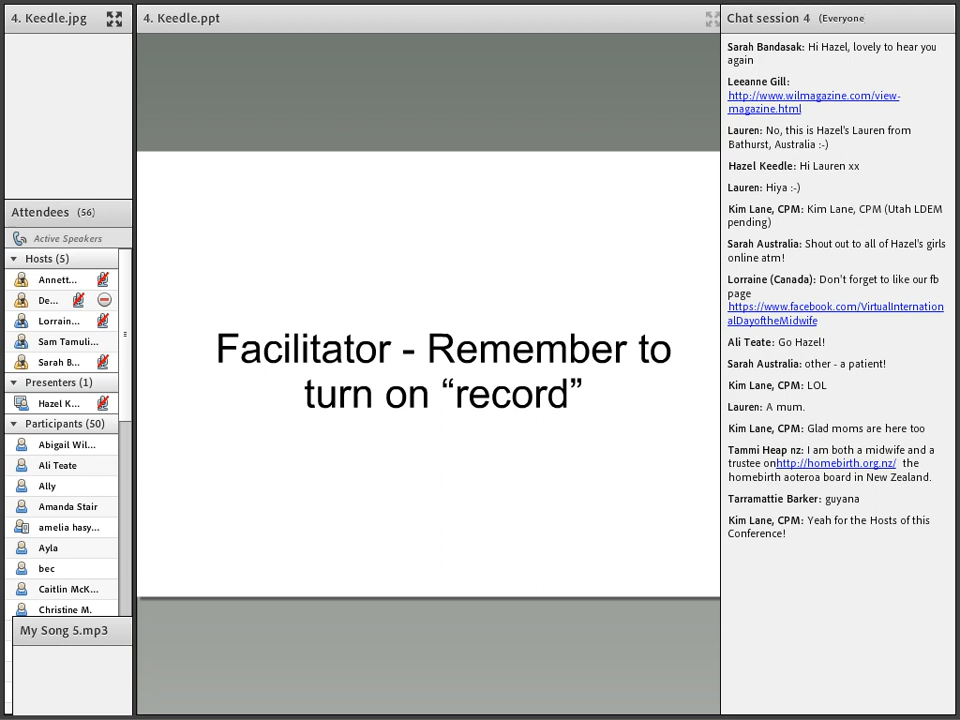 4. Keedle.jpg
Attendees (56)
Active Speakers
Hosts (5)
Annett...
De...
Lorrain...
Sam Tamuli...
Sarah B...
Presenters (1)
Hazel K...
Participants (50)
Abigail Wil...
Ali Teate
Ally
Amanda Stair
amelia hasy...
Ayla
bec
Caitlin McK...
Christine M.
My Song 5.mp3
4. Keedle.ppt
Facilitator - Remember to
turn on “record”
Chat session 4 (Everyone
Sarah Bandasak: Hi Hazel, lovely to hear you
again
Leeanne Gill:
http://www.wilmagazine.com/view-
magazine.html
Lauren: No, this is Hazel's Lauren from
Bathurst, Australia :-)
Hazel Keedle: Hi Lauren xx
Lauren: Hiya :-)
Kim Lane, CPM: Kim Lane, CPM (Utah LDEM
pending)
Sarah Australia: Shout out to all of Hazel's girls
online atm!
Lorraine (Canada): Don't forget to like our fb
page
https://www.facebook.com/VirtualInternation
alDayoftheMidwife
Ali Teate: Go Hazel!
Sarah Australia: other - a patient!
Kim Lane, CPM: LOL
Lauren: A mum.
Kim Lane, CPM: Glad moms are here too
Tammi Heap nz: I am both a midwife and a
trustee onhttp://homebirth.org.nz/ the
homebirth aoteroa board in New Zealand.
Tarramattie Barker: guyana
Kim Lane, CPM: Yeah for the Hosts of this
Conference!